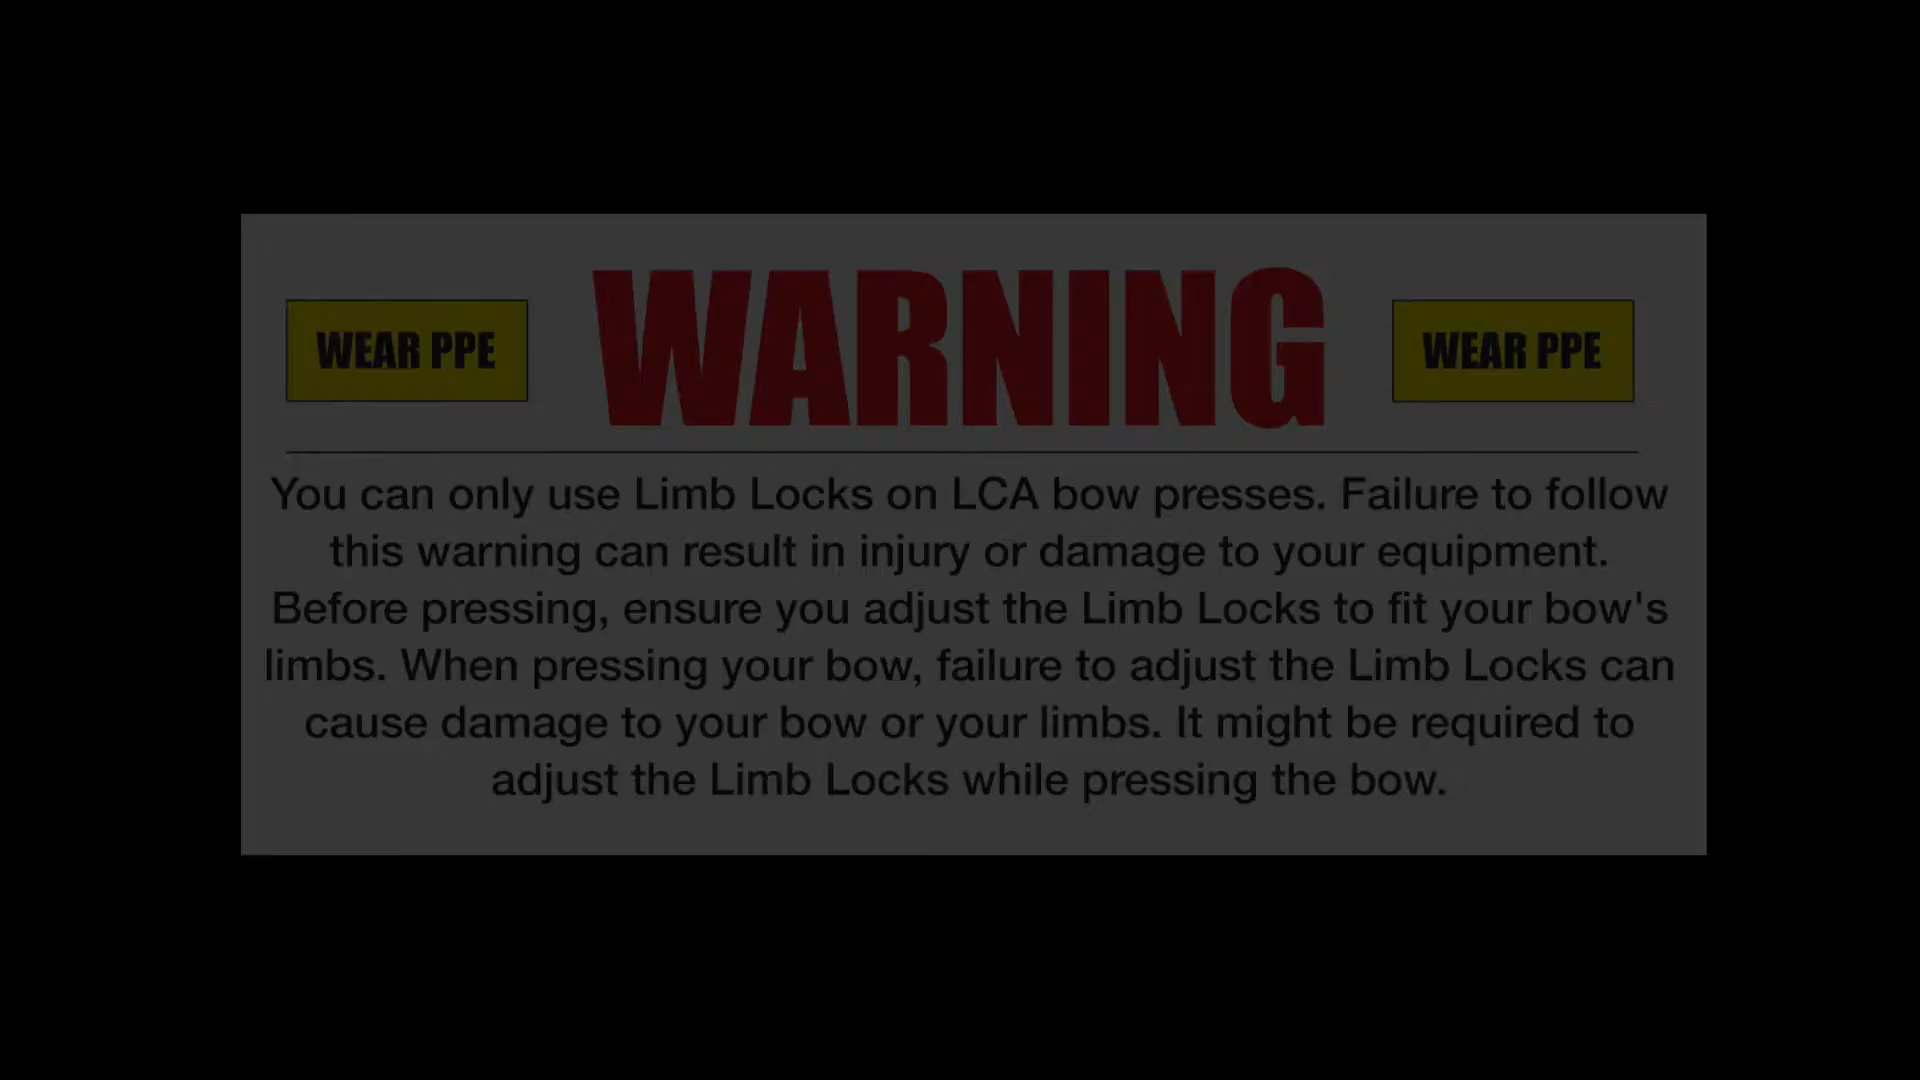 WEAR PPE
WARNING
WEAR PPE
You can only use Limb Locks on LCA bow presses. Failure to follow
this warning can result in injury or damage to your equipment.
Before pressing, ensure you adjust the Limb Locks to fit your bow's
limbs. When pressing your bow, failure to adjust the Limb Locks can
cause damage to your bow or your limbs. It might be required to
adjust the Limb Locks while pressing the bow.